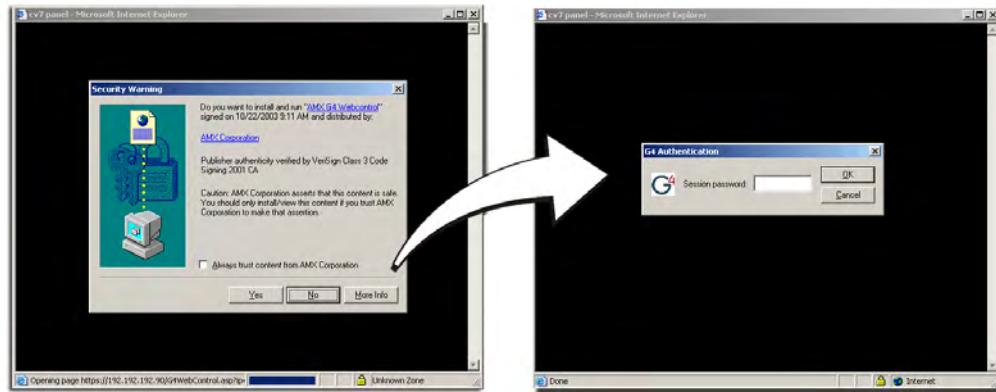 cv7 panel - Microsoft Internet Explorer
Security Warning
Do you want to install and run "AMX G4 Webcontrol"
signed on 10/22/2003 9:11 AM and distributed by:
AMX Corporation
Publisher authenticity verified by VeriSign Class 3 Code
Signing 2001 CA
Caution: AMX Corporation asserts that this content is safe.
You should only install/view this content if you trust AMX
Corporation to make that assertion.
Always trust content from AMX Corporation
Yes
No
More Info
Opening page https://192.192.192.90/G4WebControl.asp?ip=
Unknown Zone
cv7 panel - Microsoft Internet Explorer
G4 Authentication
G4
Session password:
OK
Cancel
Done
Internet